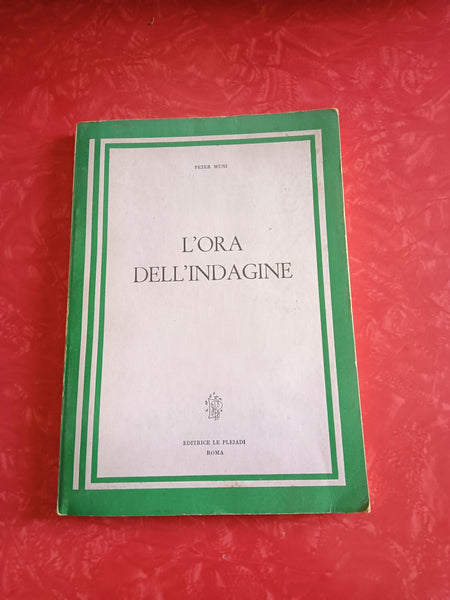 PETER MUNI
L'ORA
DELL'INDAGINE
EDITRICE LE PLEIADI
ROMA